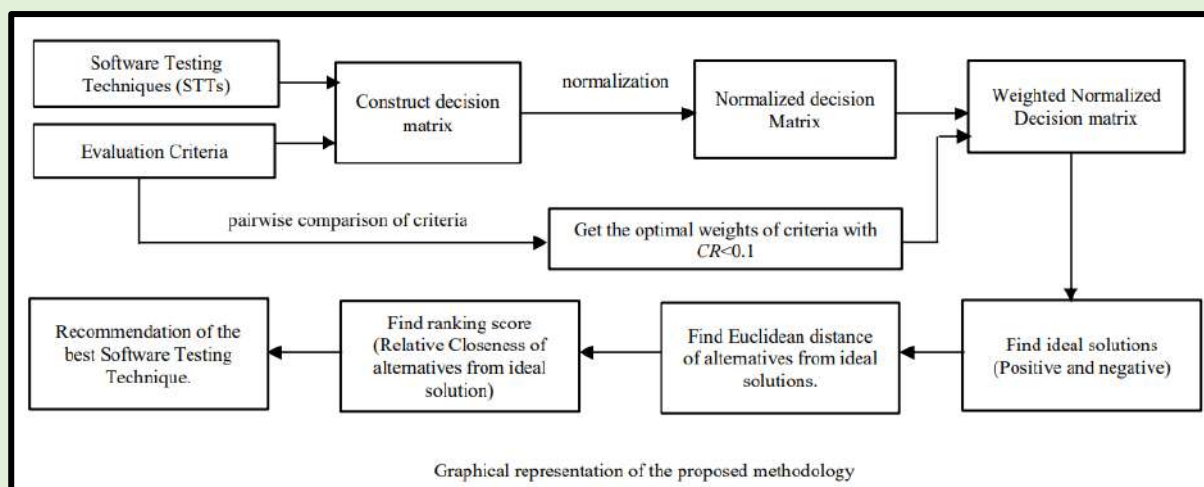 Software Testing
Techniques (STTs)
Evaluation Criteria
Construct decision
matrix
normalization
Normalized decision
Matrix
Weighted Normalized
Decision matrix
pairwise comparison of criteria
Get the optimal weights of criteria with
CR<0.1
Recommendation of the
best Software Testing
Technique.
Find ranking score
(Relative Closeness of
alternatives from ideal
solution)
Find Euclidean distance
of alternatives from ideal
solutions.
Find ideal solutions
(Positive and negative)
Graphical representation of the proposed methodology